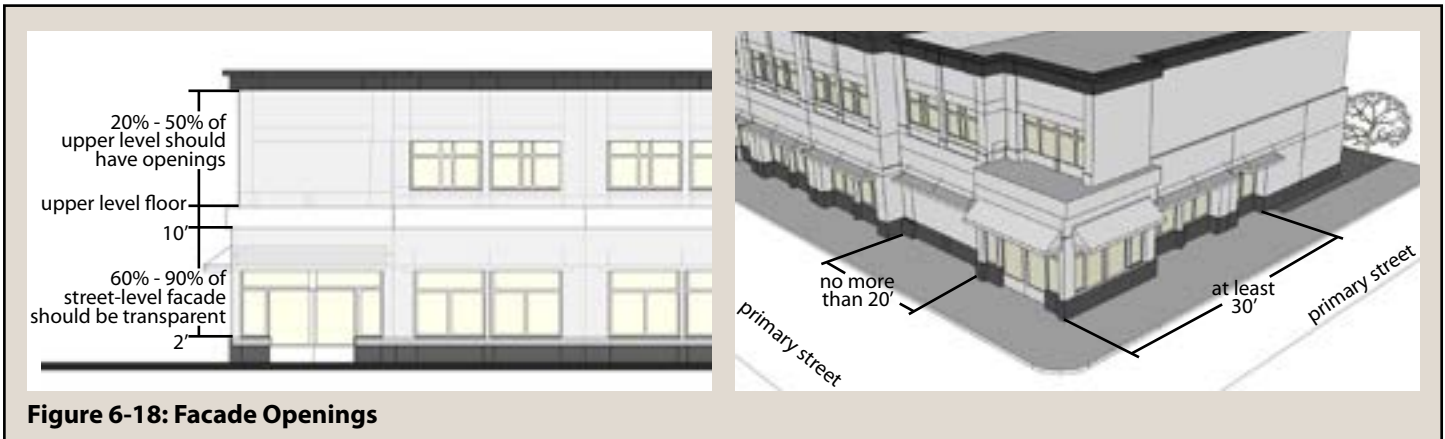 20% - 50% of
upper level should
have openings
upper level floor
10’
60% - 90% of
street-level facade
should be transparent
2’
no more
than 20’
at least
30’
primary street
primary street
Figure 6-18: Facade Openings